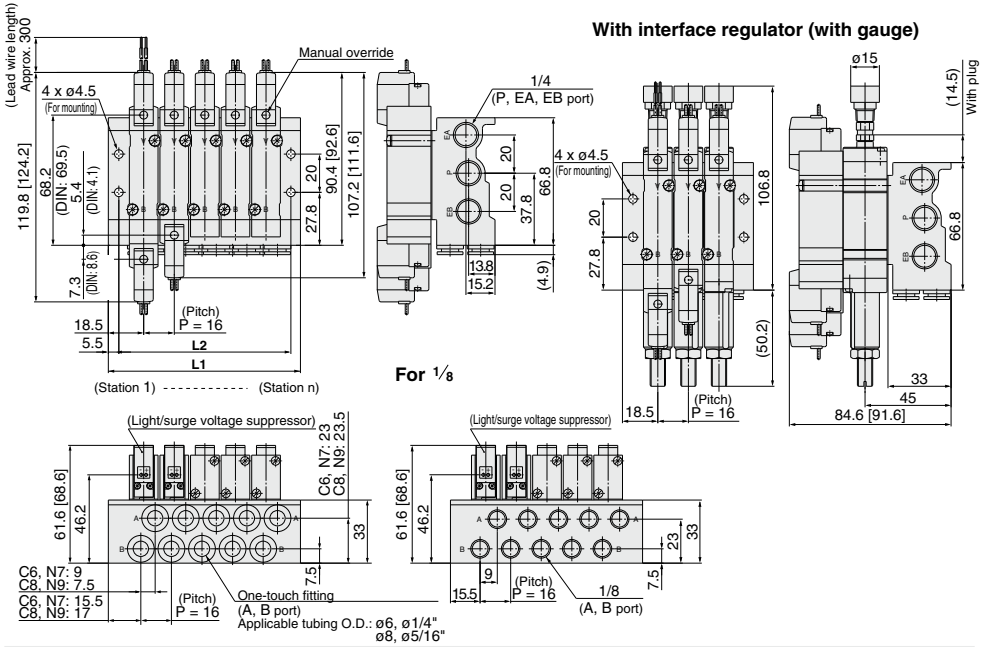 (Lead wire length)
Approx. 300
4 x ø4.5
(For mounting)
Manual override
119.8 [124.2]
68.2
(DIN: 69.5)
5.4
(DIN: 4.1)
7.3
(DIN: 8.6)
20
27.8
90.4 [92.6]
107.2 [111.6]
B
B
18.5
5.5
(Pitch)
P = 16
L2
L1
(Station 1)
(Station n)
1/4
(P, EA, EB port)
EA
P
EB
20
20
37.8
66.8
13.8
15.2
(4.9)
With interface regulator (with gauge)
4 x ø4.5
(For mounting)
20
27.8
B
B
106.8
(50.2)
18.5
(Pitch)
P = 16
ø15
(14.5)
With plug
EA
P
EB
66.8
33
45
84.6 [91.6]
For 1/8
(Light/surge voltage suppressor)
C6, N7: 23
C8, N9: 23.5
61.6 [68.6]
46.2
A
A
B
B
33
7.5
C6, N7: 9
C8, N9: 7.5
C6, N7: 15.5
C8, N9: 17
(Pitch)
P = 16
One-touch fitting
(A, B port)
Applicable tubing O.D.: ø6, ø1/4"
ø8, ø5/16"
(Light/surge voltage suppressor)
61.6 [68.6]
46.2
A
A
B
B
23
33
7.5
9
15.5
(Pitch)
P = 16
1/8
(A, B port)